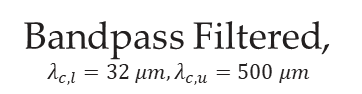 Bandpass Filtered,
λc,l = 32 μm, λc,u = 500 μm